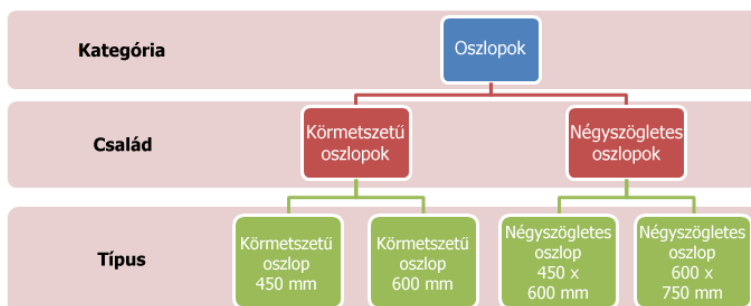 Kategória
Oszlopok
Család
Körmetszetű
oszlopok
Négyszögletes
oszlopok
Típus
Körmetszetű
oszlop
450 mm
Körmetszetű
oszlop
600 mm
Négyszögletes
oszlop
450 x
600 mm
Négyszögletes
oszlop
600 x
750 mm